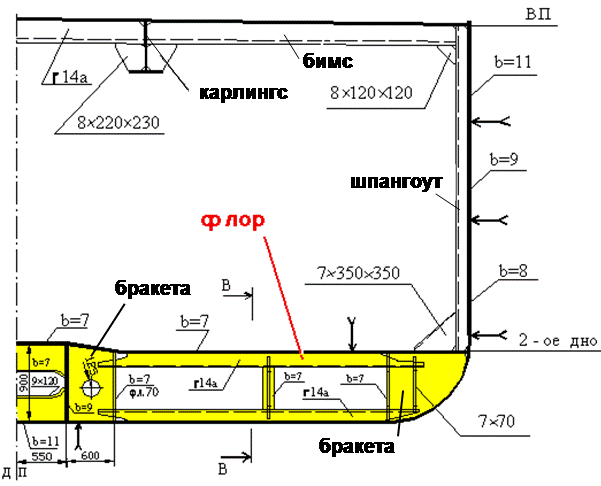 ВП
бимс
b=11
Г14а
карлингс
8×120×120
8×220×230
b=9
шпангоут
флор
7×350×350
b=8
бракета
В
b=7
b=7
2-ое дно
b=7
Г14а
900
9×120
b=7
фл.70
b=7
b=7
Г14а
b=9
7×70
бракета
b=11
550
600
В
ДП